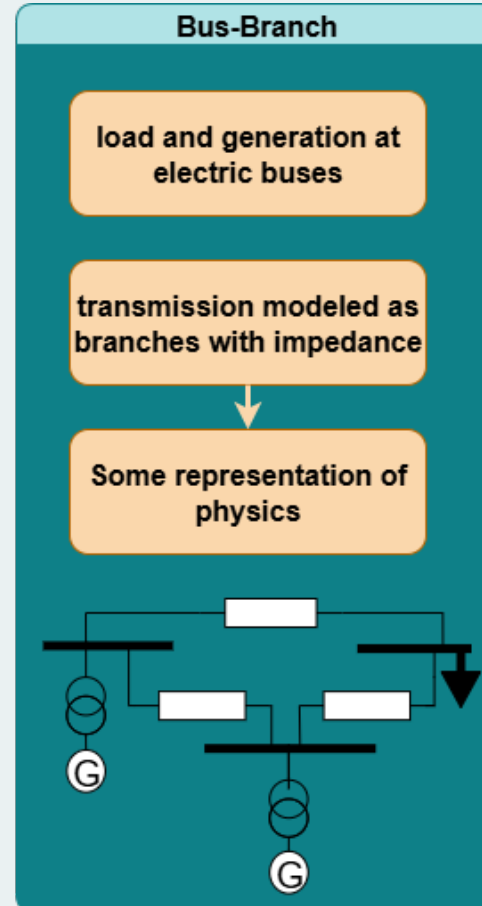 Bus-Branch
load and generation at
electric buses
transmission modeled as
branches with impedance
Some representation of
physics
G
G